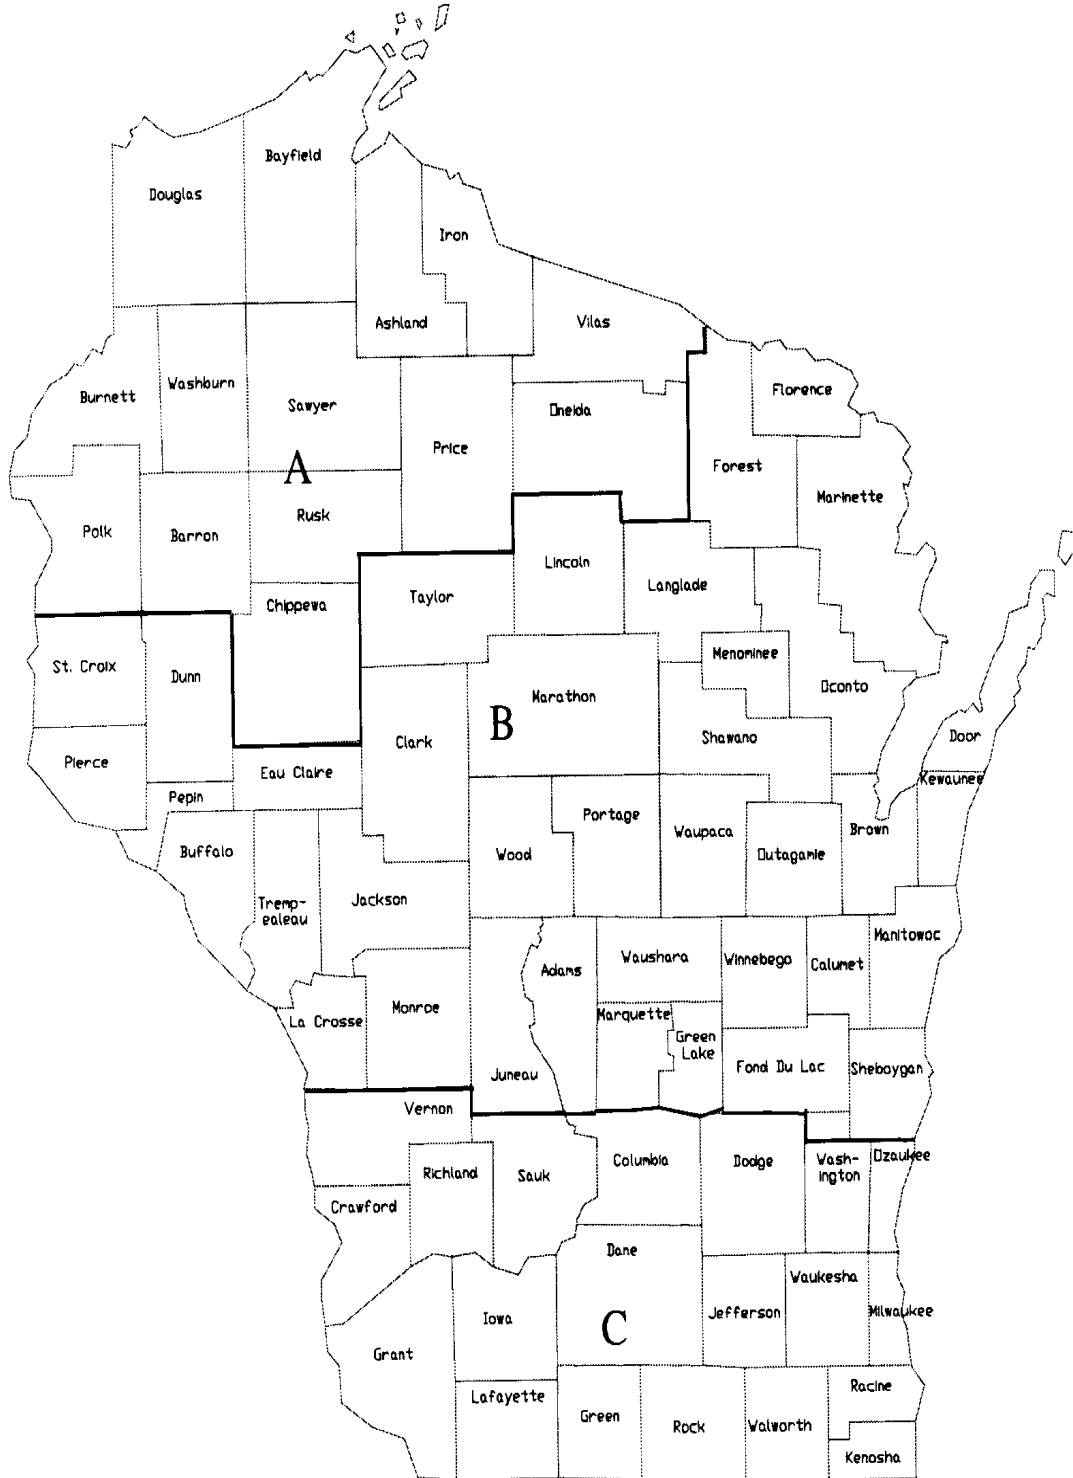 Bayfield
Douglas
Iron
Ashland
Vilas
Burnett
Washburn
Sawyer
Florence
Oneida
Price
Forest
A
Marinette
Polk
Barron
Rusk
Lincoln
Langlade
Taylor
Chippewa
Menominee
St. Croix
Dunn
Oconto
Marathon
B
Shawano
Clark
Door
Pierce
Eau Claire
Kewaunee
Pepin
Portage
Waupaca
Brown
Buffalo
Wood
Outagamie
Tremp-
ealeau
Jackson
Manitowoc
Adams
Waushara
Winnebego
Calumet
Monroe
La Crosse
Marquette
Green
Lake
Fond Du Lac
Sheboygan
Juneau
Vernon
Richland
Sauk
Columbia
Dodge
Wash-
ington
Ozaukee
Crawford
Dane
Waukesha
Iowa
C
Jefferson
Milwaukee
Grant
Lafayette
Racine
Green
Rock
Walworth
Kenosha